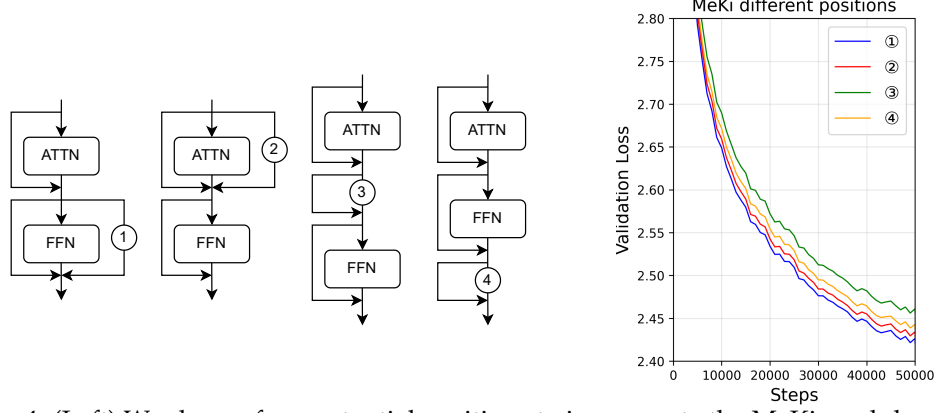 ATTN
FFN
1
ATTN
2
FFN
ATTN
3
FFN
ATTN
FFN
4
MeKi different positions
Validation Loss
2.80
2.75
2.70
2.65
2.60
2.55
2.50
2.45
2.40
①
②
③
④
0 10000 20000 30000 40000 50000
Steps